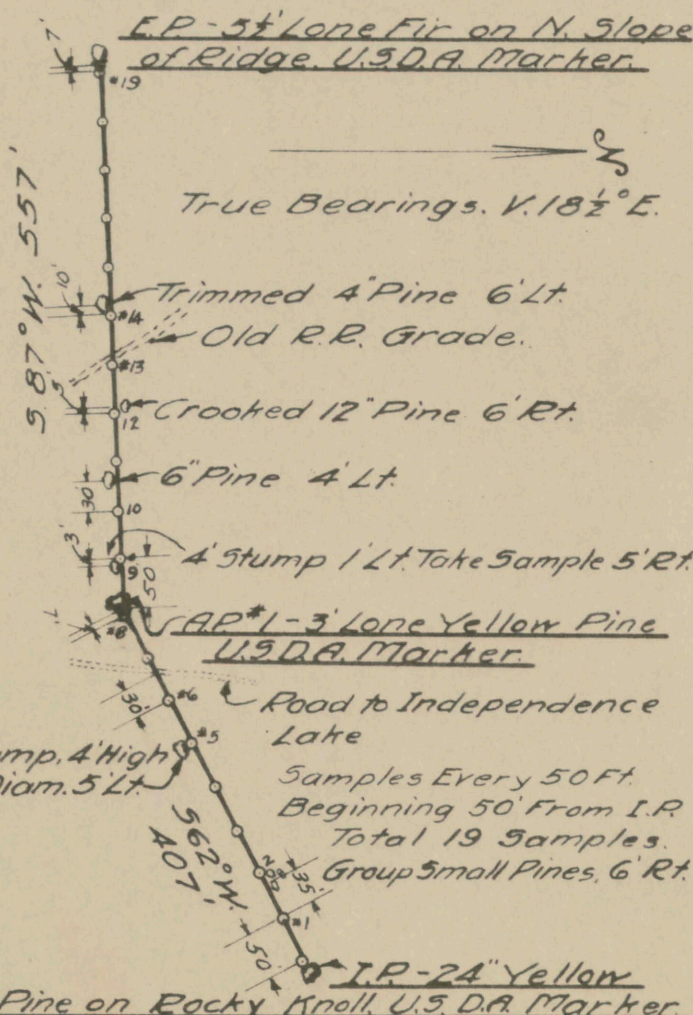 E.P. - 5½' Lone Fir on N. Slope
of Ridge. U.S.D.A. Marker.
7'
#19
N
True Bearings. V. 18½° E.
S 87° W. 557'
10'
Trimmed 4" Pine 6' Lt.
#14
Old R.R. Grade.
#13
5'
12
Crooked 12" Pine 6' Rt.
6" Pine 4' Lt.
30'
10
3'
4' Stump 1' Lt. Take Sample 5' Rt.
9
50'
#8
A.P. #1 - 3' Lone Yellow Pine
U.S.D.A. Marker.
Road to Independence
Lake
30'
#6
#5
mp. 4' High
Diam. 5' Lt.
Samples Every 50 Ft.
Beginning 50' From I.P.
Total 19 Samples.
S62° W.
407'
Group Small Pines, 6' Rt.
35'
#1
50'
I.P. - 24" Yellow
Pine on Rocky Knoll. U.S.D.A. Marker.